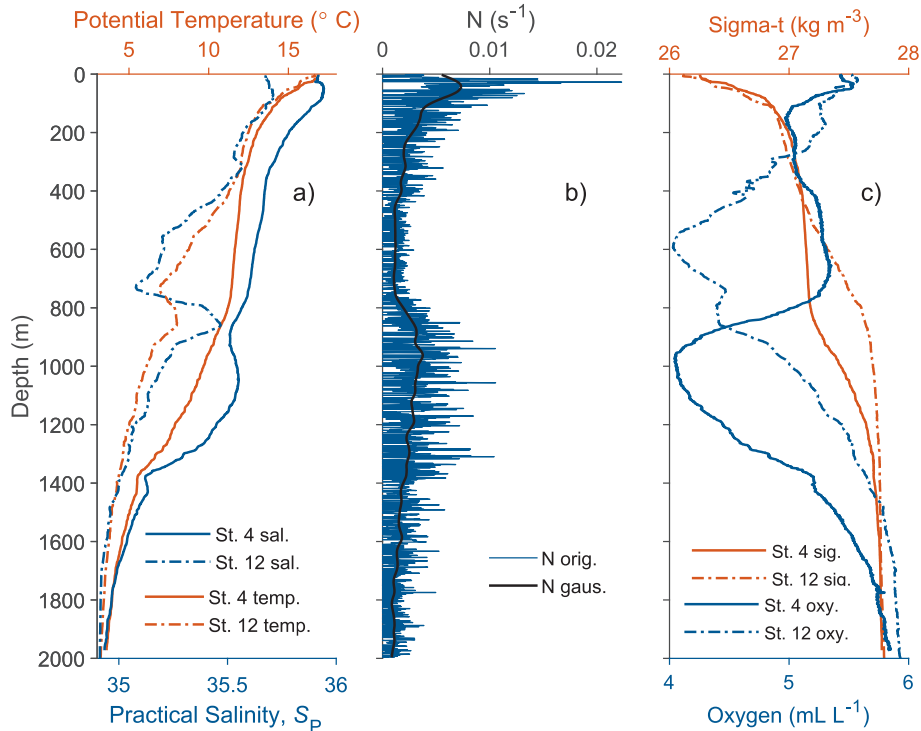 Potential Temperature (° C)
5 10 15
N (s-1)
0 0.01 0.02
Sigma-t (kg m-3)
26 27 28
0
200
400
600
800
1000
1200
1400
1600
1800
2000
Depth (m)
a)
b)
c)
St. 4 sal.
St. 12 sal.
St. 4 temp.
St. 12 temp.
N orig.
N gaus.
St. 4 sig.
St. 12 sig.
St. 4 oxy.
St. 12 oxy.
35 35.5 36
Practical Salinity, SP
4 5 6
Oxygen (mL L-1)